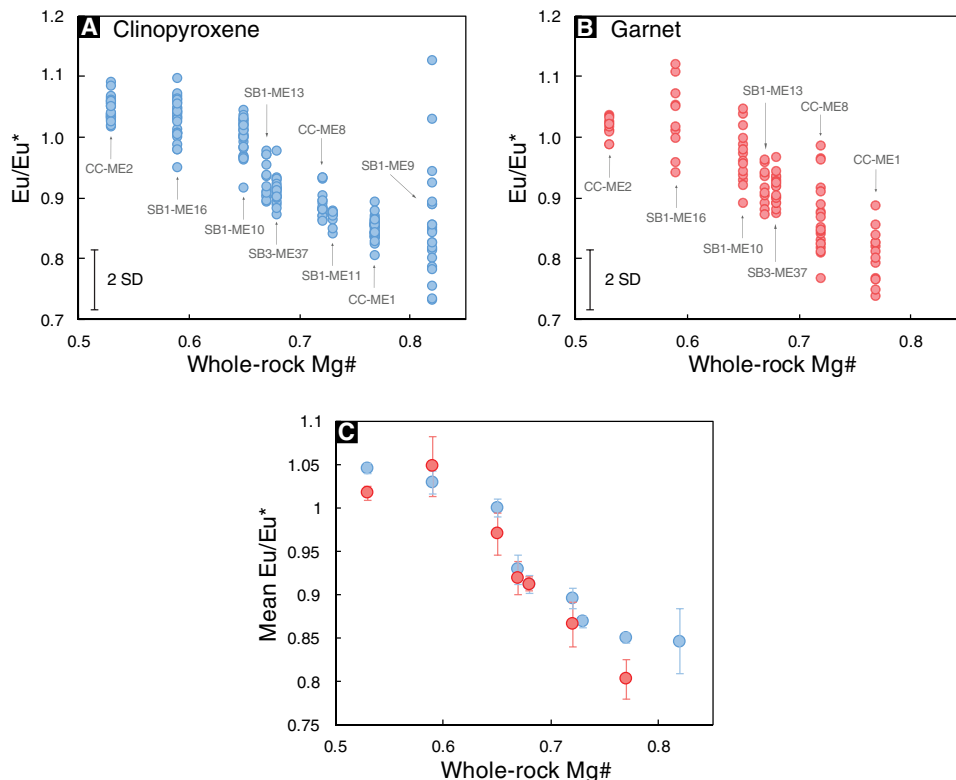 A Clinopyroxene
Eu/Eu*
1.2
1.1
1.0
0.9
0.8
0.7
SB1-ME13
CC-ME8
CC-ME2
SB1-ME9
SB1-ME16
SB1-ME10
SB3-ME37
SB1-ME11
CC-ME1
2 SD
0.5 0.6 0.7 0.8
Whole-rock Mg#
B Garnet
Eu/Eu*
1.2
1.1
1.0
0.9
0.8
0.7
SB1-ME13
CC-ME8
CC-ME1
CC-ME2
SB1-ME16
SB1-ME10
SB3-ME37
2 SD
0.5 0.6 0.7 0.8
Whole-rock Mg#
C
Mean Eu/Eu*
1.1
1.05
1
0.95
0.9
0.85
0.8
0.75
0.5 0.6 0.7 0.8
Whole-rock Mg#